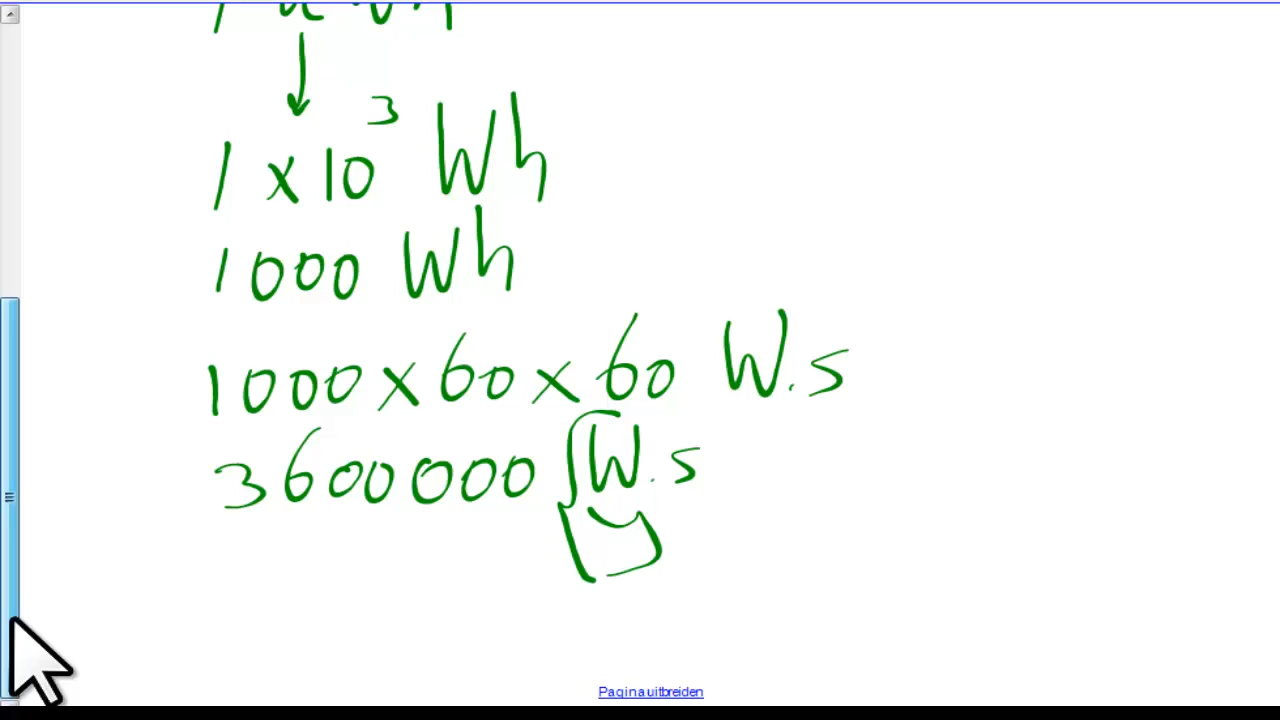 1 x 10³ Wh
1000 Wh
1000 x 60 x 60 W.s
3600000 W.s
Pagina uitbreiden